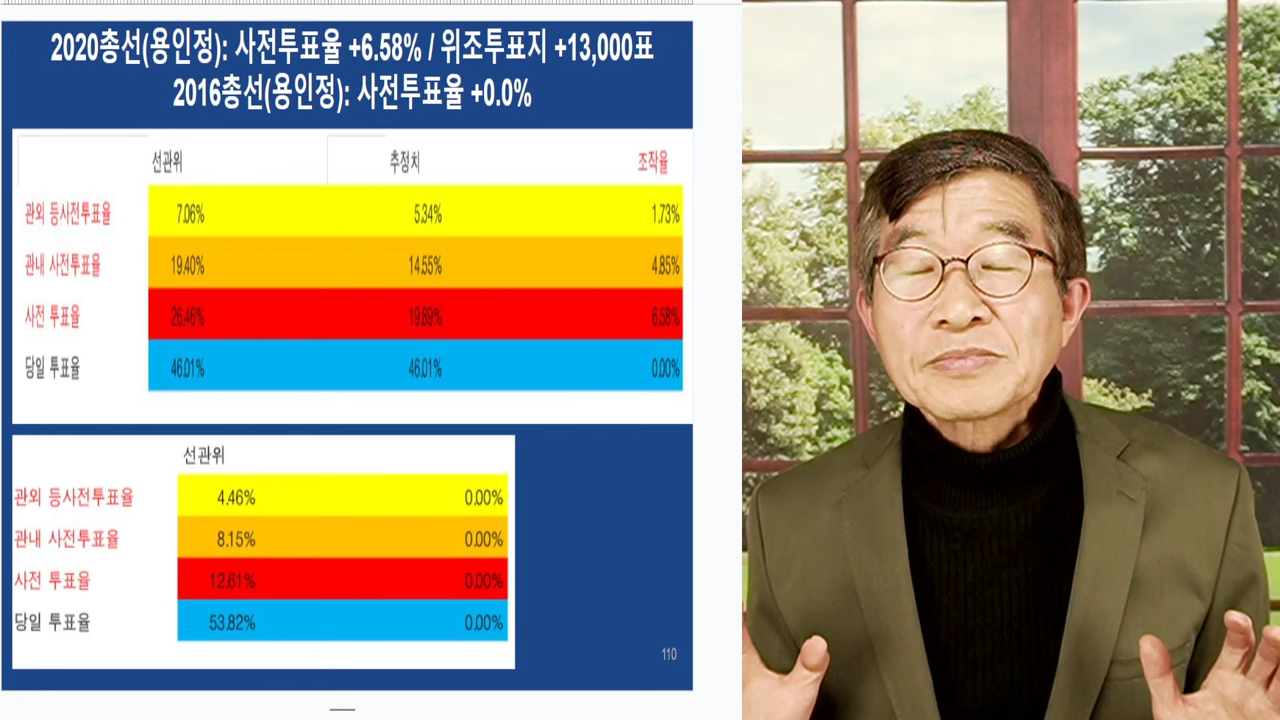 2020총선(용인정): 사전투표율 +6.58% / 위조투표지 +13,000표
2016총선(용인정): 사전투표율 +0.0%
선관위 추정치 조작율
관외 등사전투표율 7.06% 5.34% 1.73%
관내 사전투표율 19.40% 14.55% 4.85%
사전 투표율 26.46% 19.89% 6.58%
당일 투표율 46.01% 46.01% 0.00%
선관위
관외 등사전투표율 4.46% 0.00%
관내 사전투표율 8.15% 0.00%
사전 투표율 12.61% 0.00%
당일 투표율 53.82% 0.00%
110